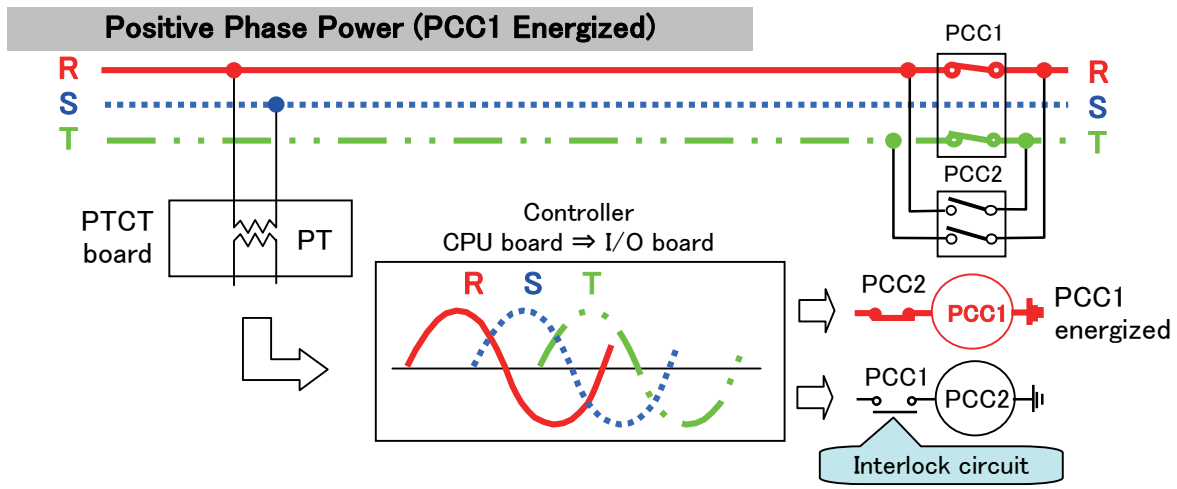 Positive Phase Power (PCC1 Energized)
PCC1
R
R
S
S
T
T
PCC2
PTCT
board
PT
Controller
CPU board ⇒ I/O board
R S T
PCC2
PCC1
PCC1
energized
PCC1
PCC2
Interlock circuit